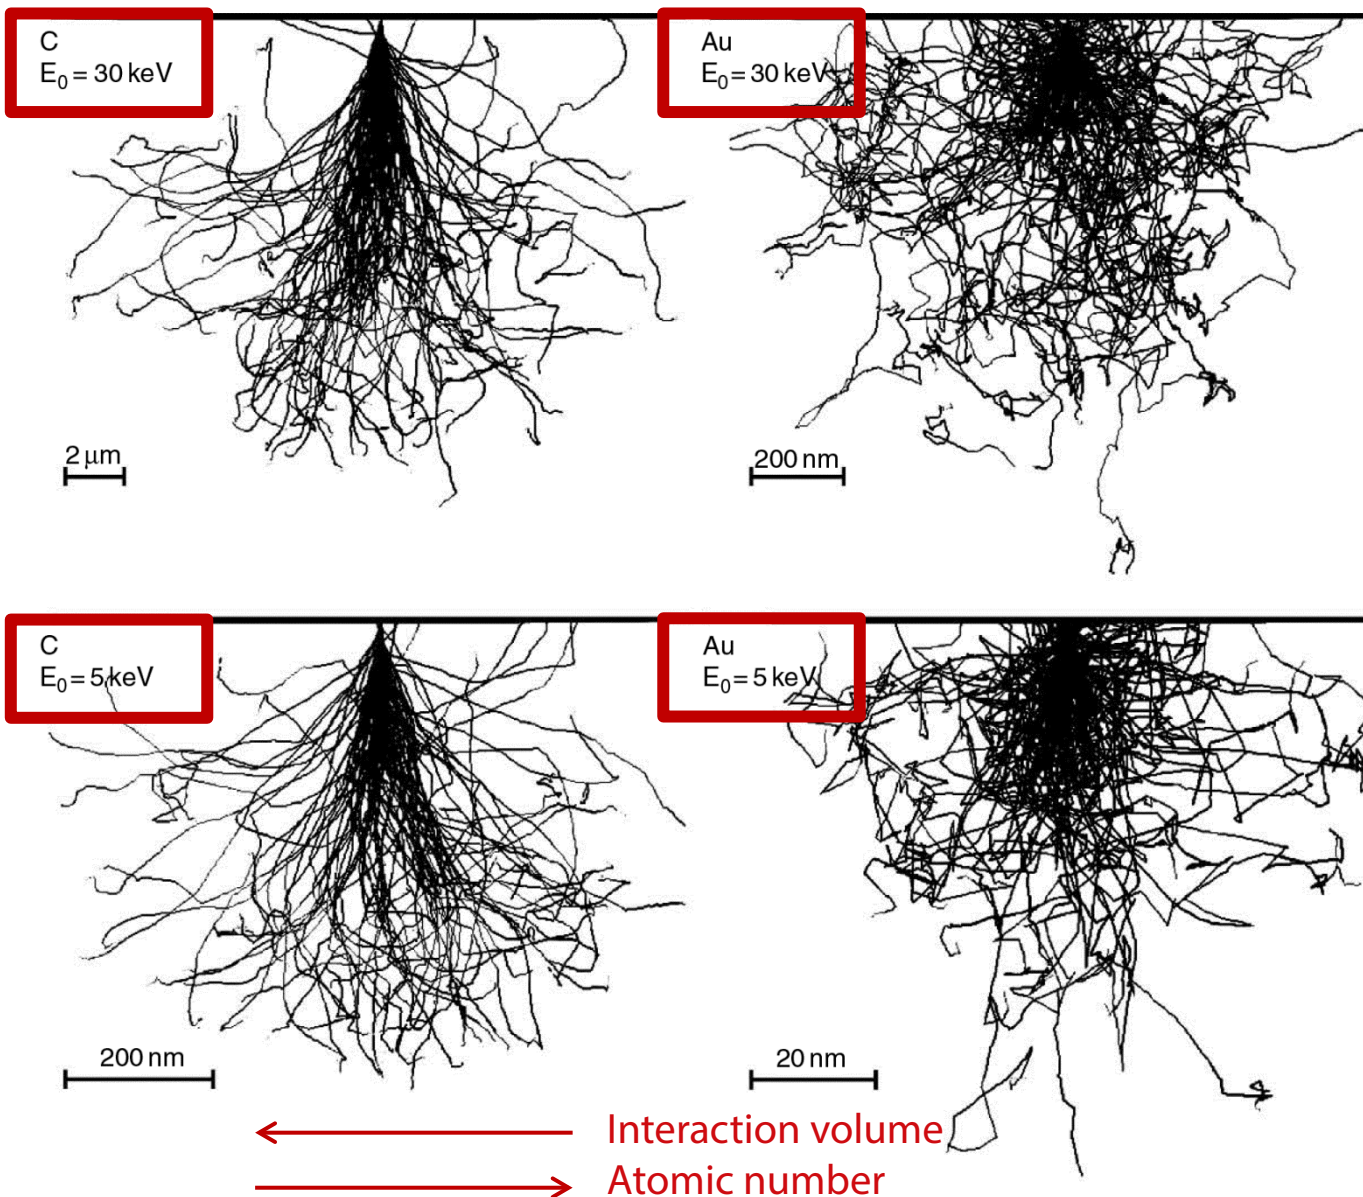 C
E₀ = 30 keV
Au
E₀ = 30 keV
2 μm
200 nm
C
E₀ = 5 keV
Au
E₀ = 5 keV
200 nm
20 nm
Interaction volume
Atomic number